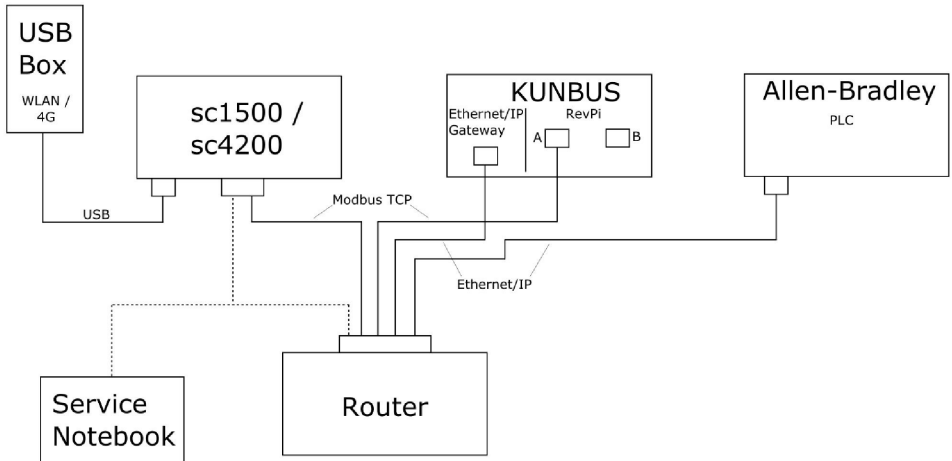 USB
Box
WLAN /
4G
sc1500 /
sc4200
KUNBUS
Ethernet/IP
Gateway
RevPi
A
B
Allen-Bradley
PLC
USB
Modbus TCP
Ethernet/IP
Service
Notebook
Router